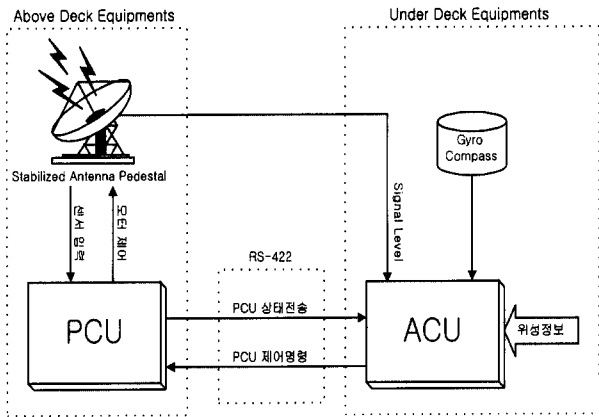 Above Deck Equipments
Under Deck Equipments
Stabilized Antenna Pedestal
Gyro
Compass
센서 입력
모터 제어
Signal Level
RS-422
PCU
PCU 상태전송
PCU 제어명령
ACU
위성정보